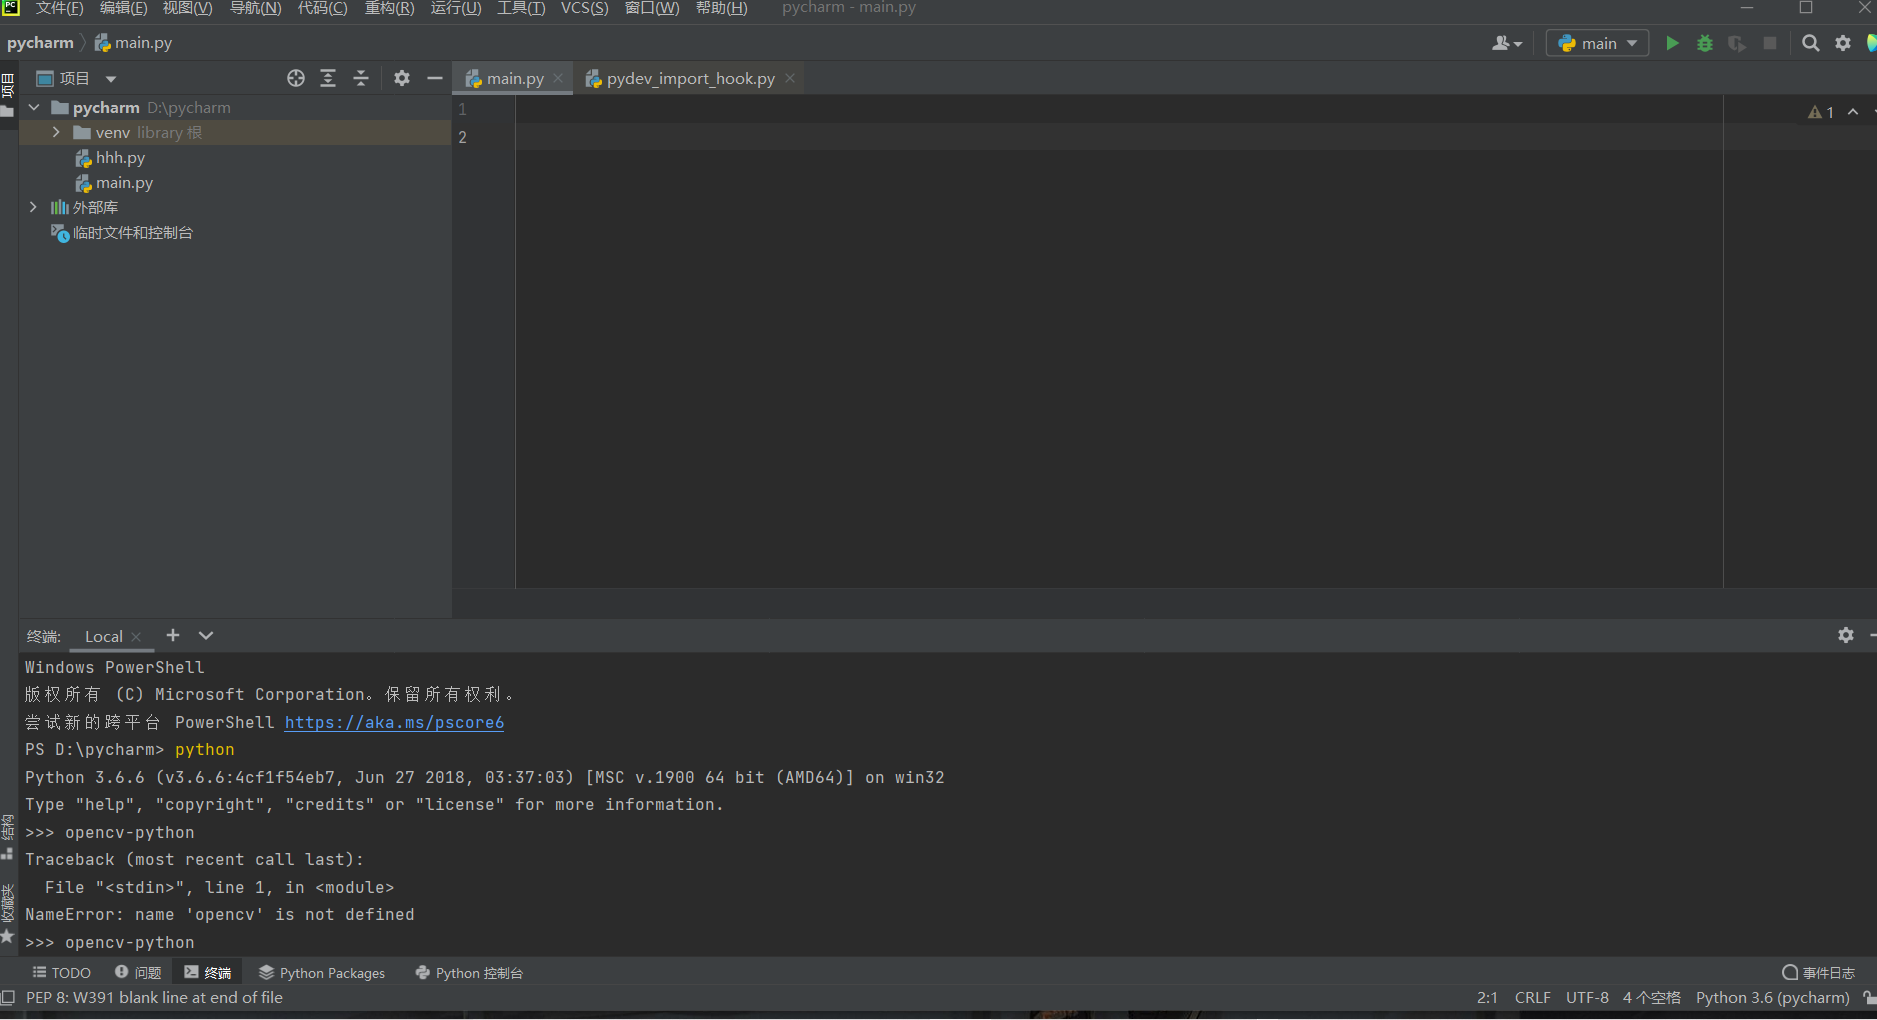 PC 文件(F) 编辑(E) 视图(V) 导航(N) 代码(C) 重构(R) 运行(U) 工具(T) VCS(S) 窗口(W) 帮助(H) pycharm - main.py
pycharm main.py
main
项目
项目
main.py
pydev_import_hook.py
pycharm D:\pycharm
venv library 根
hhh.py
main.py
外部库
临时文件和控制台
1
2
1
终端: Local
Windows PowerShell
版权所有 (C) Microsoft Corporation。保留所有权利。
尝试新的跨平台 PowerShell https://aka.ms/pscore6
PS D:\pycharm> python
Python 3.6.6 (v3.6.6:4cf1f54eb7, Jun 27 2018, 03:37:03) [MSC v.1900 64 bit (AMD64)] on win32
Type "help", "copyright", "credits" or "license" for more information.
>>> opencv-python
Traceback (most recent call last):
  File "<stdin>", line 1, in <module>
NameError: name 'opencv' is not defined
>>> opencv-python
结构
收藏夹
TODO 问题 终端 Python Packages Python 控制台 事件日志
PEP 8: W391 blank line at end of file 2:1 CRLF UTF-8 4 个空格 Python 3.6 (pycharm)